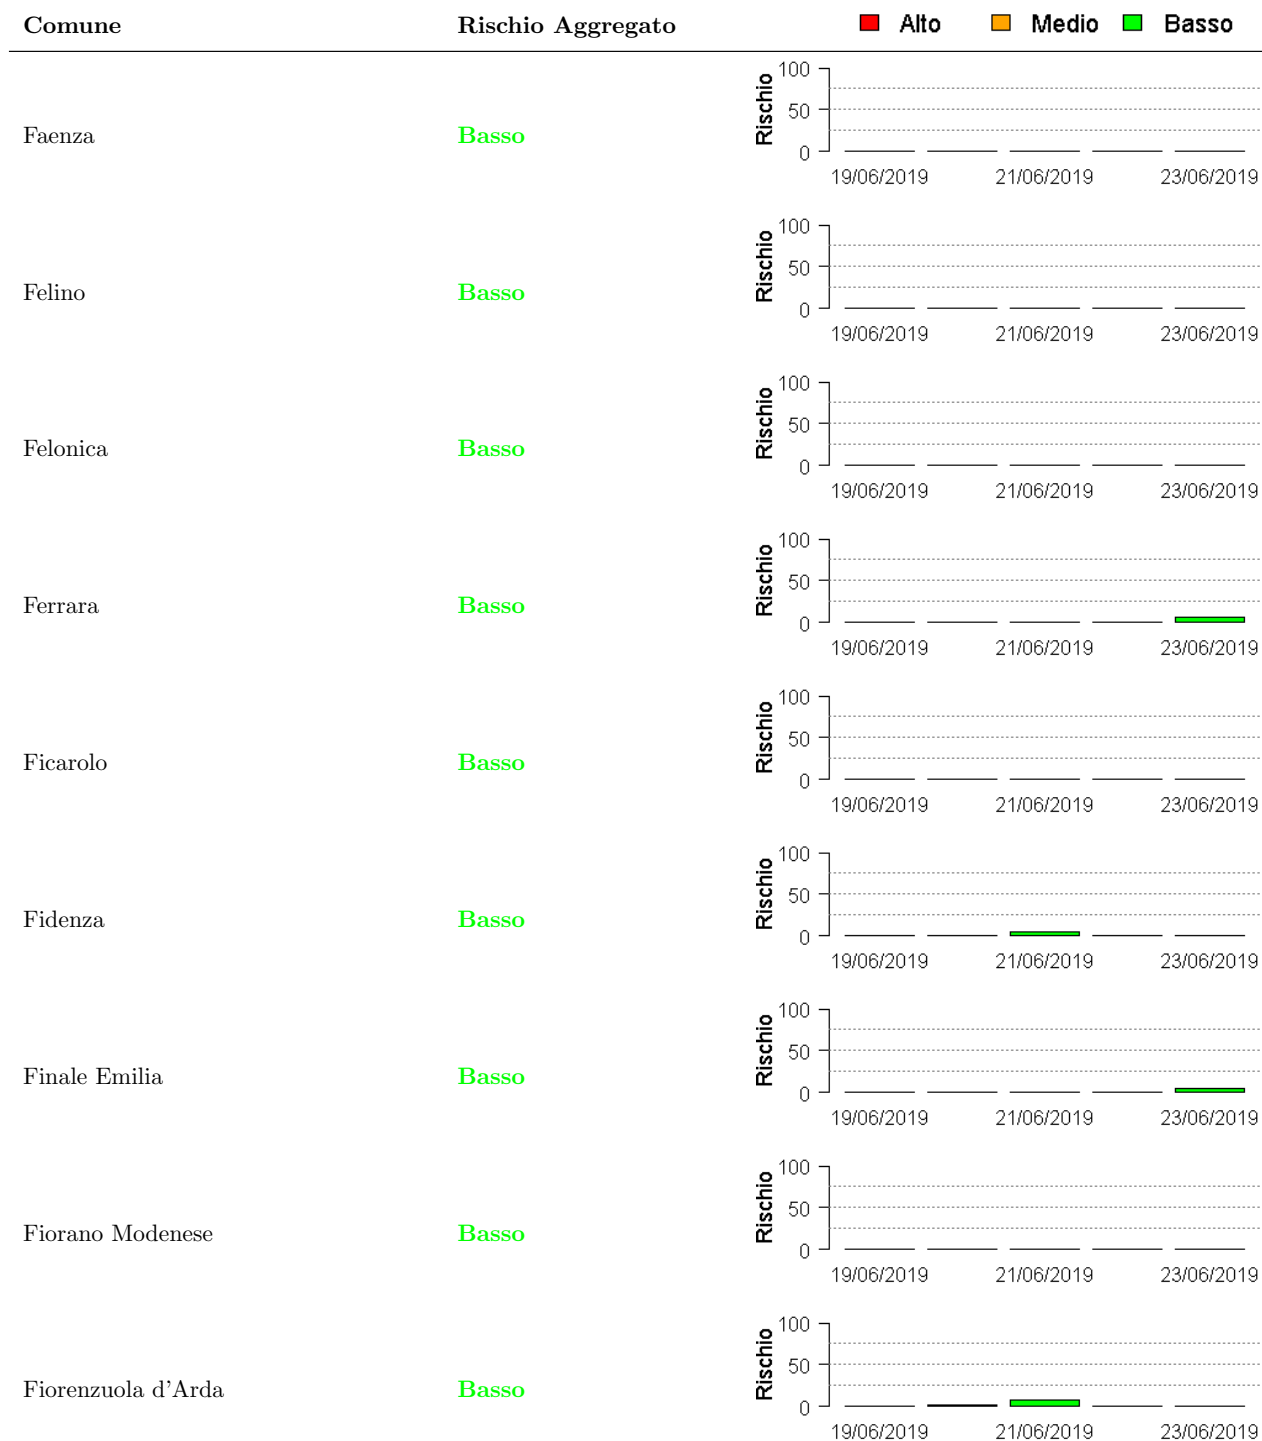 Comune Rischio Aggregato Alto Medio Basso
Faenza Basso Rischio 100 50 0
19/06/2019 21/06/2019 23/06/2019
Felino Basso Rischio 100 50 0
19/06/2019 21/06/2019 23/06/2019
Felonica Basso Rischio 100 50 0
19/06/2019 21/06/2019 23/06/2019
Ferrara Basso Rischio 100 50 0
19/06/2019 21/06/2019 23/06/2019
Ficarolo Basso Rischio 100 50 0
19/06/2019 21/06/2019 23/06/2019
Fidenza Basso Rischio 100 50 0
19/06/2019 21/06/2019 23/06/2019
Finale Emilia Basso Rischio 100 50 0
19/06/2019 21/06/2019 23/06/2019
Fiorano Modenese Basso Rischio 100 50 0
19/06/2019 21/06/2019 23/06/2019
Fiorenzuola d'Arda Basso Rischio 100 50 0
19/06/2019 21/06/2019 23/06/2019